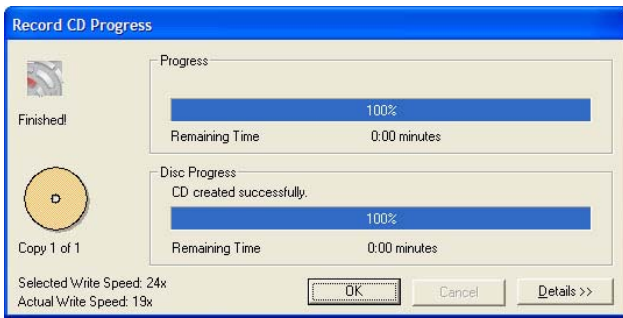 Record CD Progress
Progress
100%
Finished!
Remaining Time 0:00 minutes
Disc Progress
CD created successfully.
100%
Copy 1 of 1
Remaining Time 0:00 minutes
Selected Write Speed: 24x
Actual Write Speed: 19x
OK Cancel Details >>